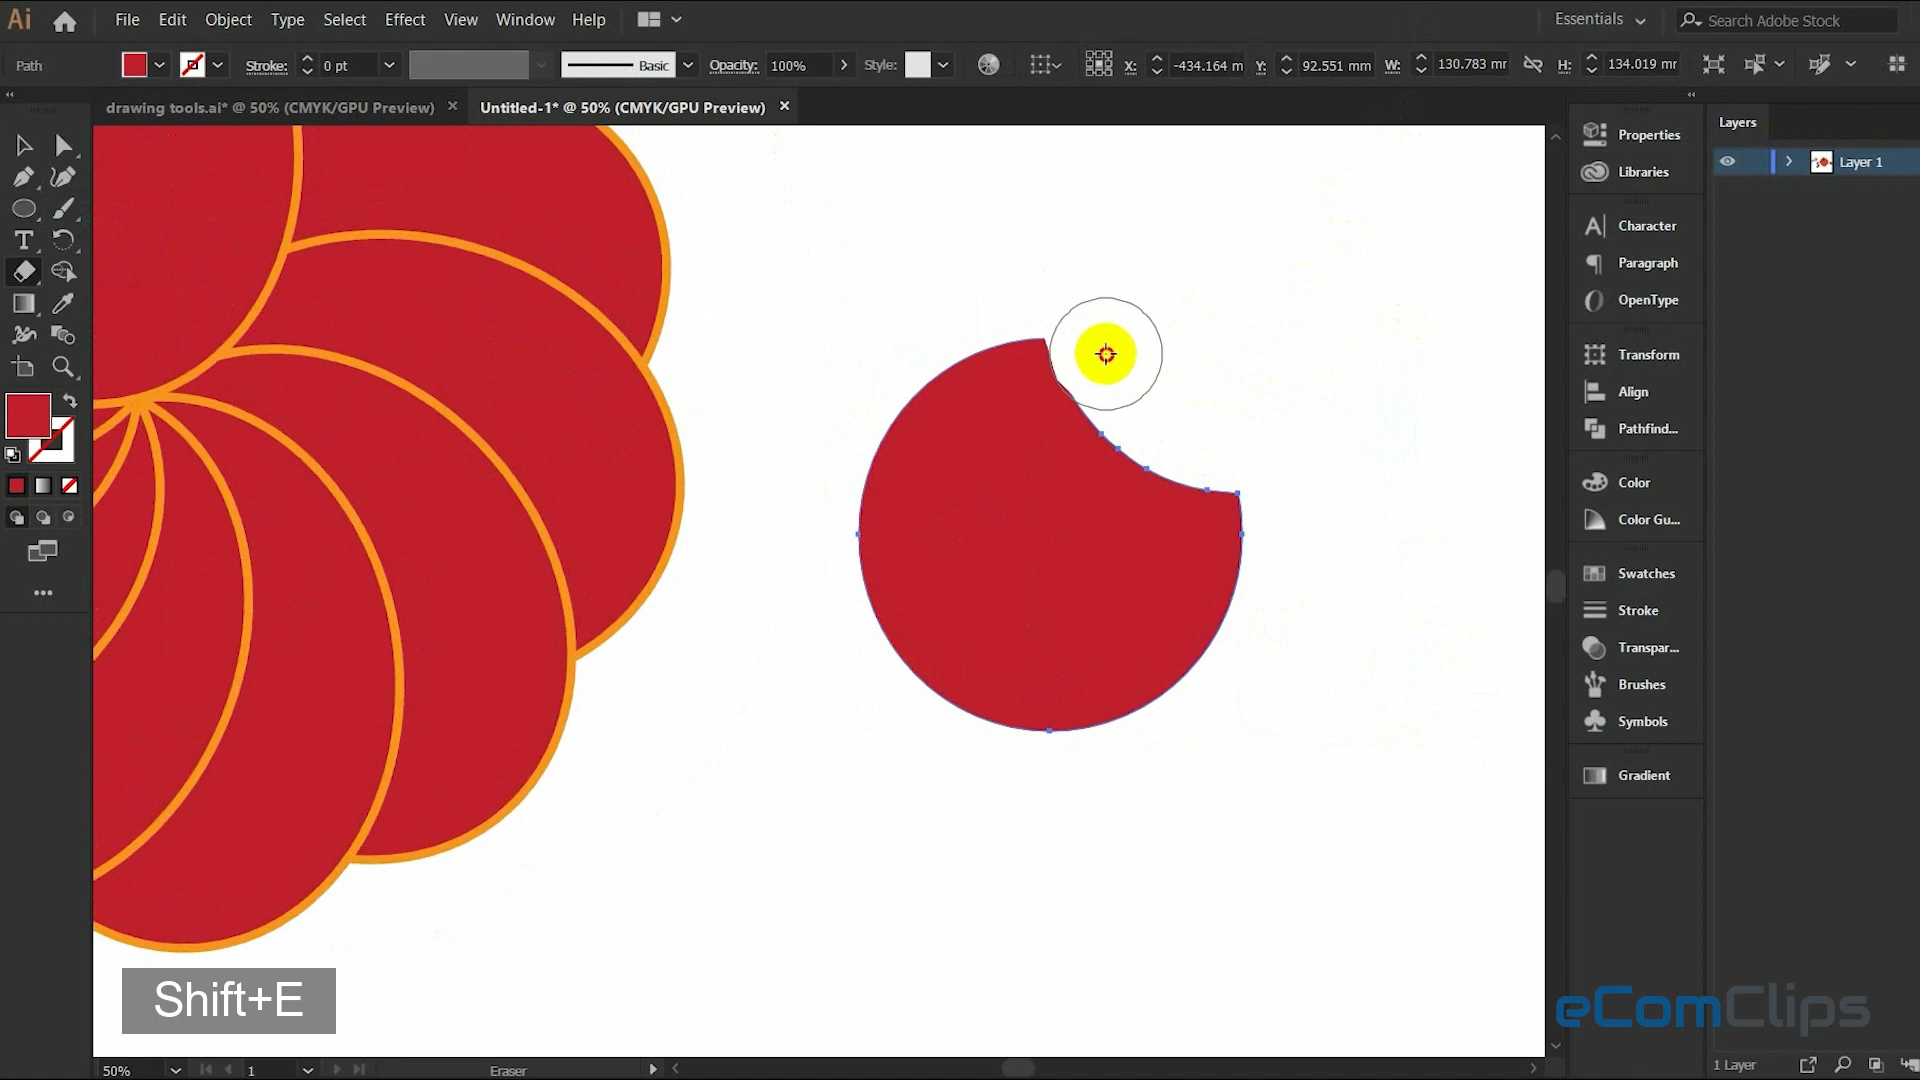 Ai File Edit Object Type Select Effect View Window Help Essentials Search Adobe Stock
Path Stroke: 0 pt Basic Opacity: 100% Style: X: -434.164 m Y: 92.551 mm W: 130.783 mr H: 134.019 mr
drawing tools.ai* @ 50% (CMYK/GPU Preview) Untitled-1* @ 50% (CMYK/GPU Preview)
Layers
Layer 1
Properties
Libraries
Character
Paragraph
OpenType
Transform
Align
Pathfind...
Color
Color Gu...
Swatches
Stroke
Transpar...
Brushes
Symbols
Gradient
Shift+E
eComClips
50% 1 Eraser 1 Layer